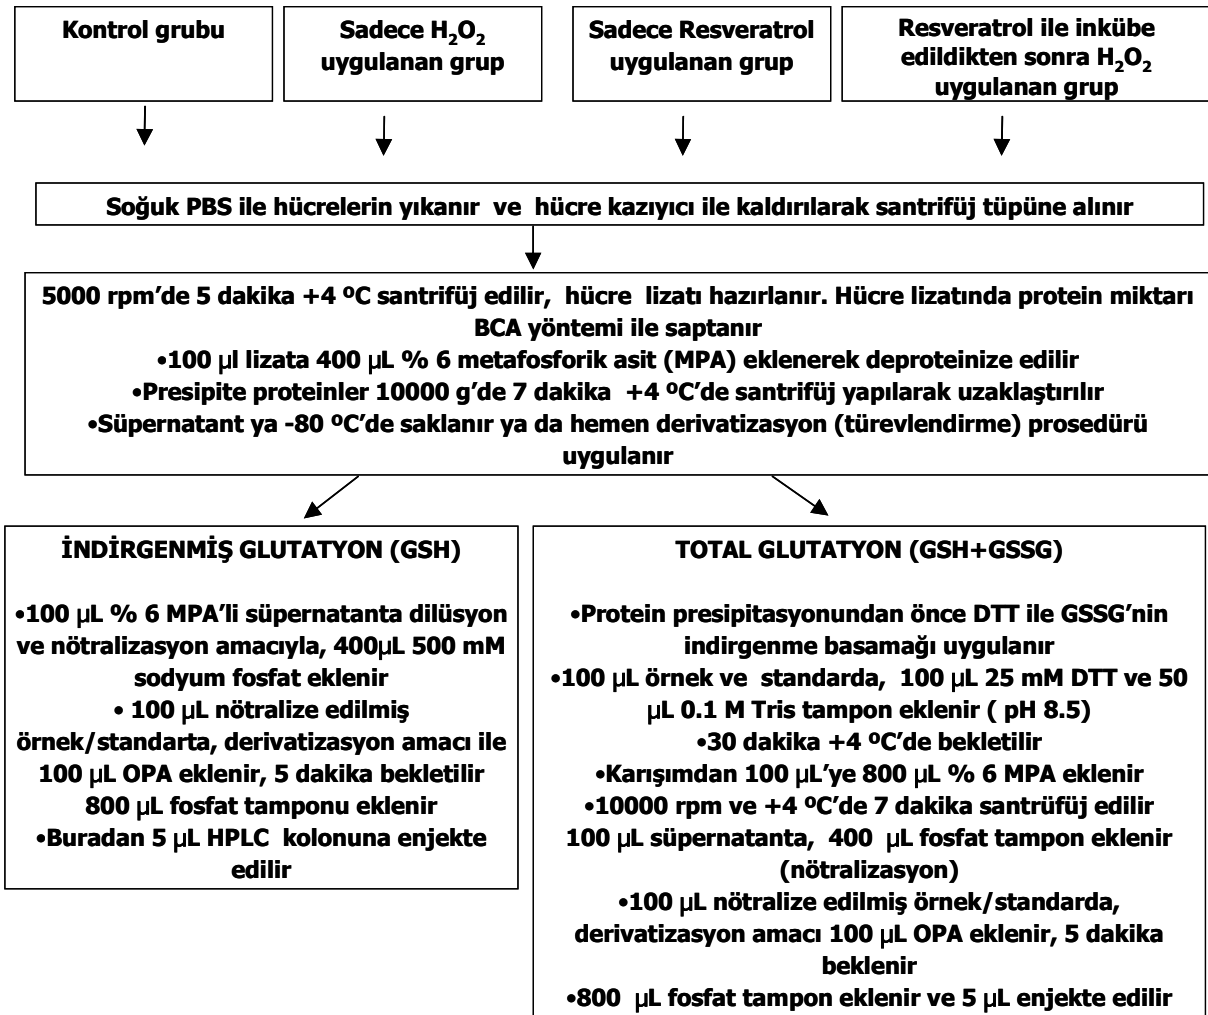 Kontrol grubu
Sadece H₂O₂
uygulanan grup
Sadece Resveratrol
uygulanan grup
Resveratrol ile inkübe
edildikten sonra H₂O₂
uygulanan grup
Soğuk PBS ile hücrelerin yıkanır ve hücre kazıyıcı ile kaldırılarak santrifüj tüpüne alınır
5000 rpm’de 5 dakika +4 ºC santrifüj edilir, hücre lizatı hazırlanır. Hücre lizatında protein miktarı
BCA yöntemi ile saptanır
•100 µl lizata 400 µL % 6 metafosforik asit (MPA) eklenerek deproteinize edilir
•Presipite proteinler 10000 g’de 7 dakika +4 ºC’de santrifüj yapılarak uzaklaştırılır
•Süpernatant ya -80 ºC’de saklanır ya da hemen derivatizasyon (türevlendirme) prosedürü
uygulanır
İNDİRGENMİŞ GLUTATYON (GSH)
•100 µL % 6 MPA’li süpernatanta dilüsyon
ve nötralizasyon amacıyla, 400µL 500 mM
sodyum fosfat eklenir
• 100 µL nötralize edilmiş
örnek/standarta, derivatizasyon amacı ile
100 µL OPA eklenir, 5 dakika bekletilir
800 µL fosfat tamponu eklenir
•Buradan 5 µL HPLC kolonuna enjekte
edilir
TOTAL GLUTATYON (GSH+GSSG)
•Protein presipitasyonundan önce DTT ile GSSG’nin
indirgenme basamağı uygulanır
•100 µL örnek ve standarda, 100 µL 25 mM DTT ve 50
µL 0.1 M Tris tampon eklenir ( pH 8.5)
•30 dakika +4 ºC’de bekletilir
•Karışımdan 100 µL’ye 800 µL % 6 MPA eklenir
•10000 rpm ve +4 ºC’de 7 dakika santrüfüj edilir
100 µL süpernatanta, 400 µL fosfat tampon eklenir
(nötralizasyon)
•100 µL nötralize edilmiş örnek/standarda,
derivatizasyon amacı 100 µL OPA eklenir, 5 dakika
beklenir
•800 µL fosfat tampon eklenir ve 5 µL enjekte edilir